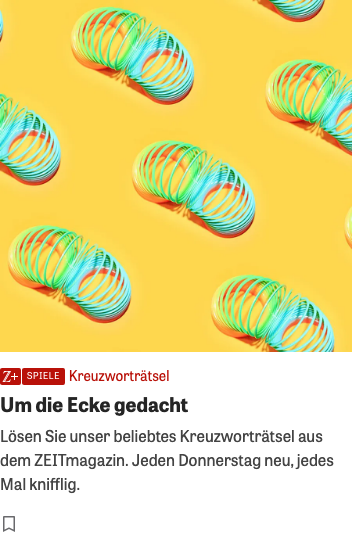 Z+ SPIELE Kreuzworträtsel
Um die Ecke gedacht
Lösen Sie unser beliebtes Kreuzworträtsel aus
dem ZEITmagazin. Jeden Donnerstag neu, jedes
Mal knifflig.